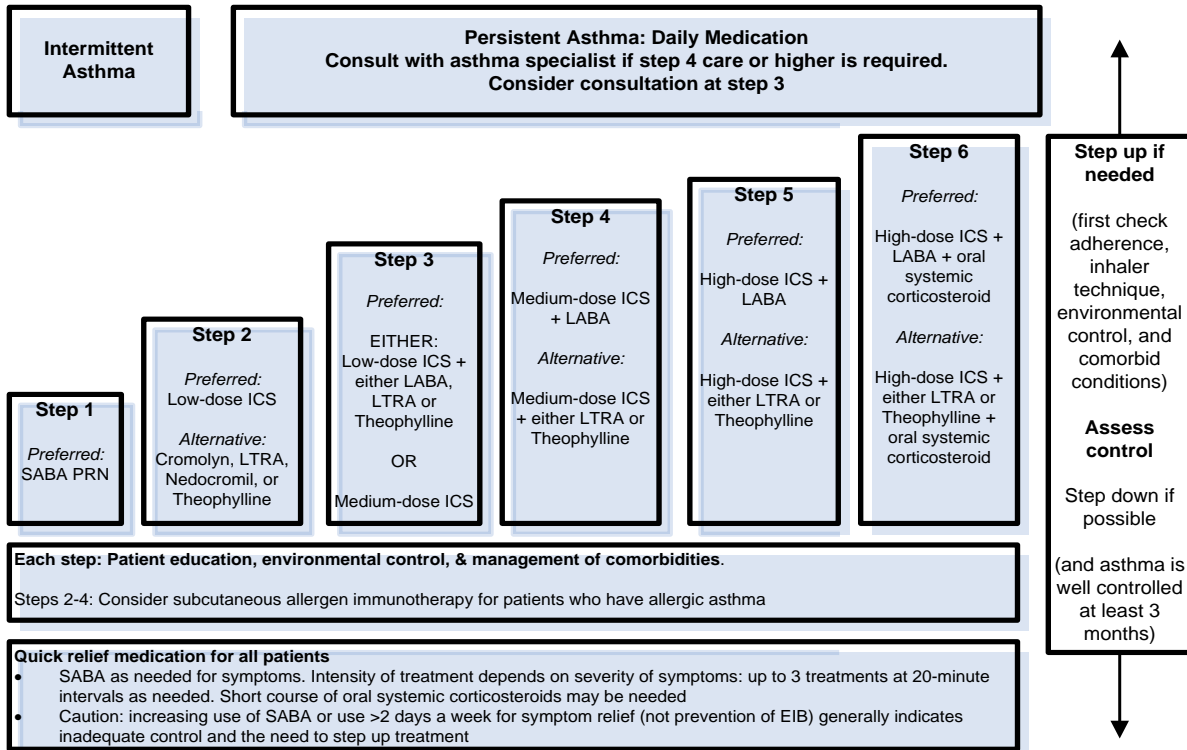 Intermittent
Asthma
Persistent Asthma: Daily Medication
Consult with asthma specialist if step 4 care or higher is required.
Consider consultation at step 3
Step 1
Preferred:
SABA PRN
Step 2
Preferred:
Low-dose ICS
Alternative:
Cromolyn, LTRA,
Nedocromil, or
Theophylline
Step 3
Preferred:
EITHER:
Low-dose ICS +
either LABA,
LTRA or
Theophylline
OR
Medium-dose ICS
Step 4
Preferred:
Medium-dose ICS
+ LABA
Alternative:
Medium-dose ICS
+ either LTRA or
Theophylline
Step 5
Preferred:
High-dose ICS +
LABA
Alternative:
High-dose ICS +
either LTRA or
Theophylline
Step 6
Preferred:
High-dose ICS +
LABA + oral
systemic
corticosteroid
Alternative:
High-dose ICS +
either LTRA or
Theophylline +
oral systemic
corticosteroid
Step up if
needed
(first check
adherence,
inhaler
technique,
environmental
control, and
comorbid
conditions)
Assess
control
Step down if
possible
(and asthma is
well controlled
at least 3
months)
Each step: Patient education, environmental control, & management of comorbidities.
Steps 2-4: Consider subcutaneous allergen immunotherapy for patients who have allergic asthma
Quick relief medication for all patients
• SABA as needed for symptoms. Intensity of treatment depends on severity of symptoms: up to 3 treatments at 20-minute
intervals as needed. Short course of oral systemic corticosteroids may be needed
• Caution: increasing use of SABA or use >2 days a week for symptom relief (not prevention of EIB) generally indicates
inadequate control and the need to step up treatment